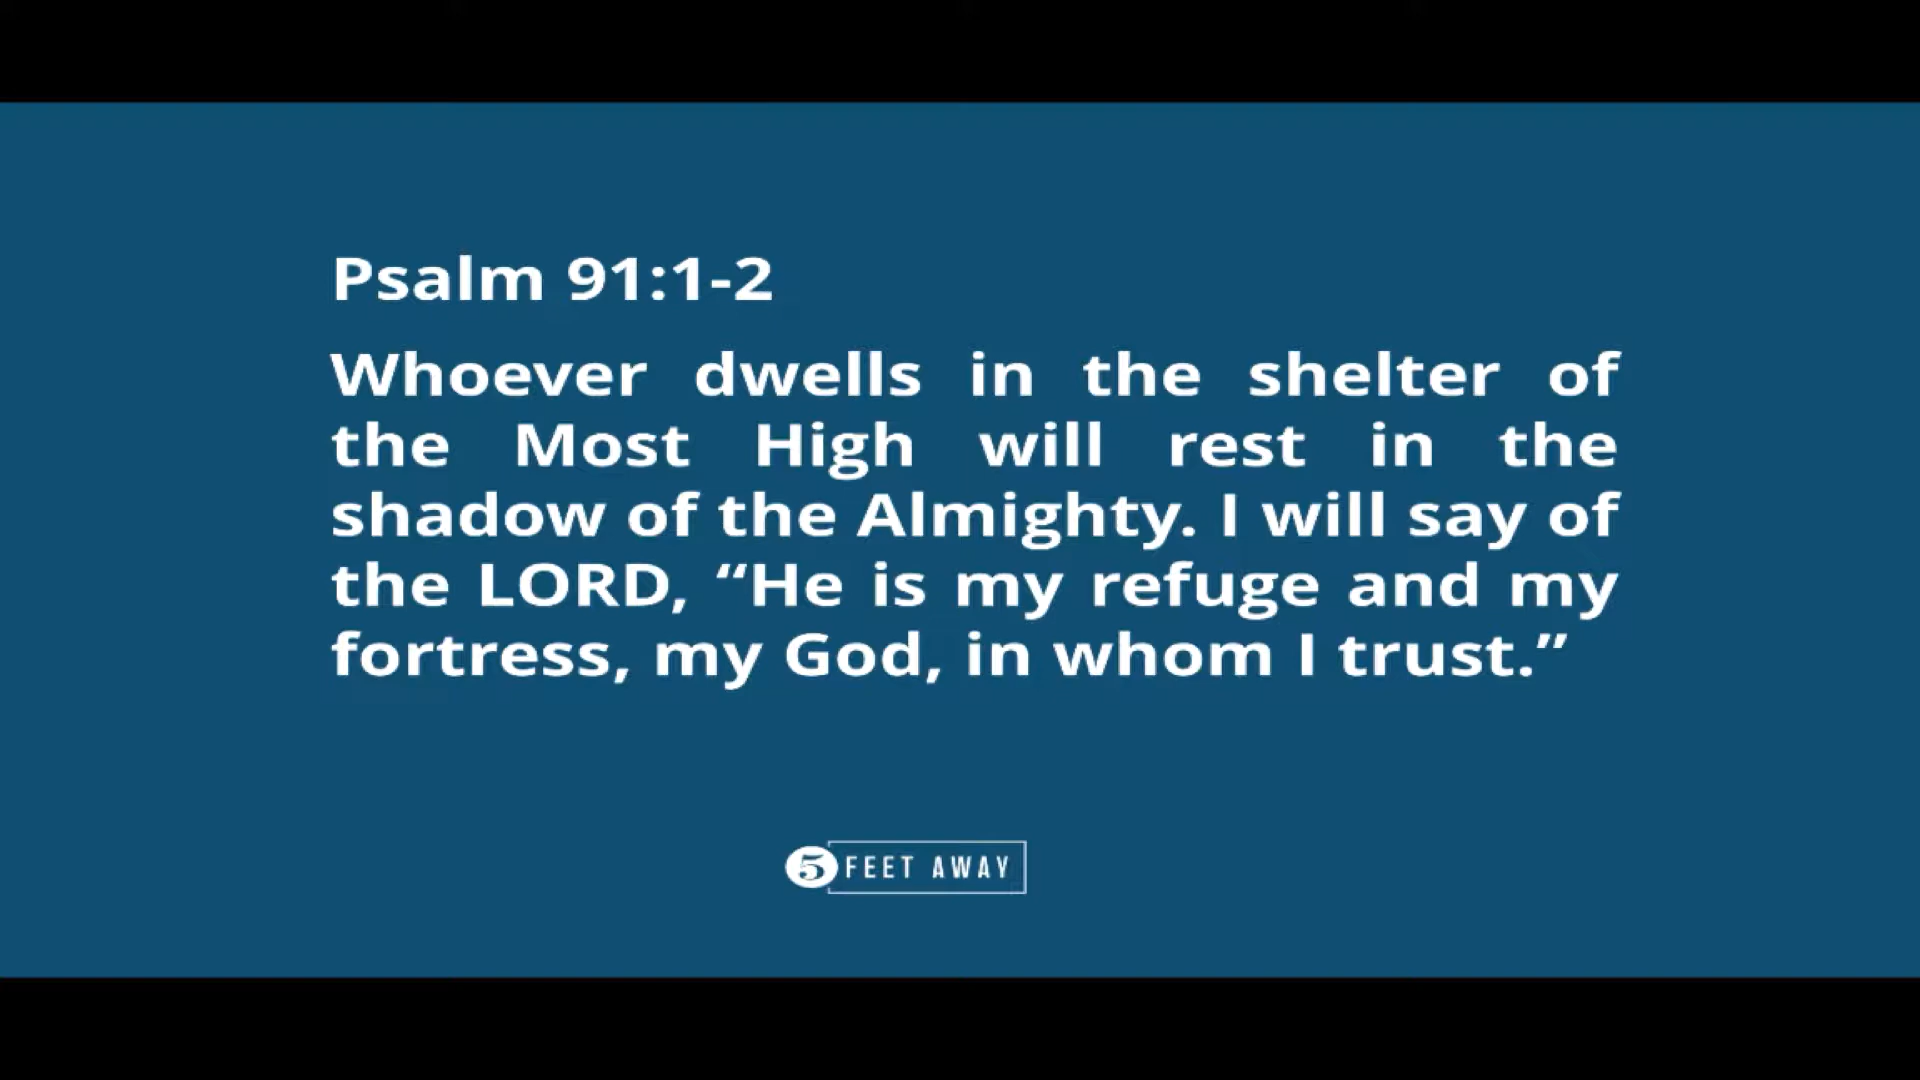 Psalm 91:1-2
Whoever dwells in the shelter of
the Most High will rest in the
shadow of the Almighty. I will say of
the LORD, “He is my refuge and my
fortress, my God, in whom I trust.”
5 FEET AWAY